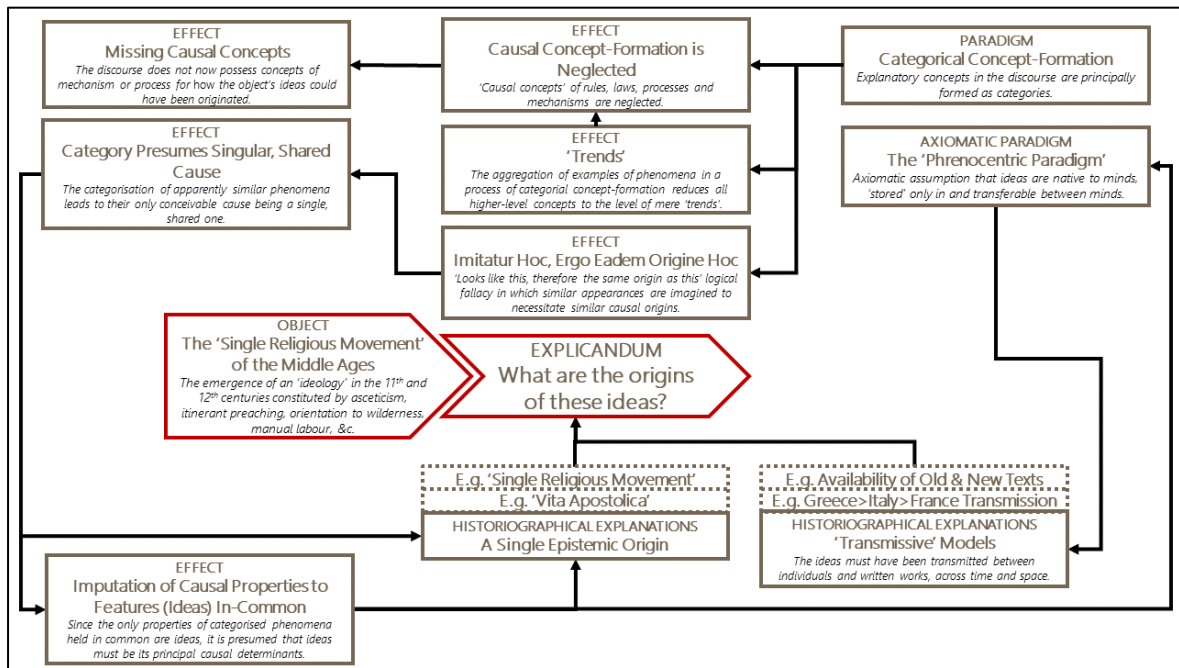 EFFECT
Missing Causal Concepts
The discourse does not now possess concepts of
mechanism or process for how the object's ideas could
have been originated.
EFFECT
Causal Concept-Formation is
Neglected
'Causal concepts' of rules, laws, processes and
mechanisms are neglected.
PARADIGM
Categorical Concept-Formation
Explanatory concepts in the discourse are principally
formed as categories.
EFFECT
Category Presumes Singular, Shared
Cause
The categorisation of apparently similar phenomena
leads to their only conceivable cause being a single,
shared one.
EFFECT
'Trends'
The aggregation of examples of phenomena in a
process of categorial concept-formation reduces all
higher-level concepts to the level of mere 'trends'.
AXIOMATIC PARADIGM
The 'Phrenocentric Paradigm'
Axiomatic assumption that ideas are native to minds,
'stored' only in and transferable between minds.
EFFECT
Imitatur Hoc, Ergo Eadem Origine Hoc
'Looks like this, therefore the same origin as this' logical
fallacy in which similar appearances are imagined to
necessitate similar causal origins.
OBJECT
The 'Single Religious Movement'
of the Middle Ages
The emergence of an 'ideology' in the 11th and
12th centuries constituted by asceticism,
itinerant preaching, orientation to wilderness,
manual labour, &c.
EXPLICANDUM
What are the origins
of these ideas?
E.g. 'Single Religious Movement'
E.g. 'Vita Apostolica'
HISTORIOGRAPHICAL EXPLANATIONS
A Single Epistemic Origin
E.g. Availability of Old & New Texts
E.g. Greece>Italy>France Transmission
HISTORIOGRAPHICAL EXPLANATIONS
'Transmissive' Models
The ideas must have been transmitted between
individuals and written works, across time and space.
EFFECT
Imputation of Causal Properties to
Features (Ideas) In-Common
Since the only properties of categorised phenomena
held in common are ideas, it is presumed that ideas
must be its principal causal determinants.